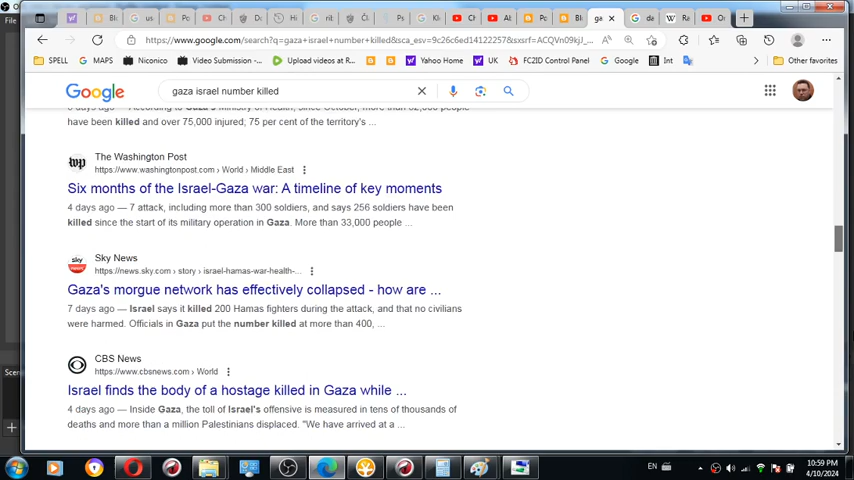 https://www.google.com/search?q=gaza+israel+number+killed&sca_esv=9c26c6ed14122257&sxsrf=ACQVn09kjJ_...
SPELL MAPS Niconico Video Submission -... Upload videos at R... Yahoo Home UK FC2ID Control Panel Google Int Other favorites
Google
gaza israel number killed
have been killed and over 75,000 injured; 75 per cent of the territory's ...
The Washington Post
https://www.washingtonpost.com › World › Middle East
Six months of the Israel-Gaza war: A timeline of key moments
4 days ago — 7 attack, including more than 300 soldiers, and says 256 soldiers have been
killed since the start of its military operation in Gaza. More than 33,000 people ...
sky news
Sky News
https://news.sky.com › story › israel-hamas-war-health-...
Gaza's morgue network has effectively collapsed - how are ...
7 days ago — Israel says it killed 200 Hamas fighters during the attack, and that no civilians
were harmed. Officials in Gaza put the number killed at more than 400, ...
CBS News
https://www.cbsnews.com › World
Israel finds the body of a hostage killed in Gaza while ...
4 days ago — Inside Gaza, the toll of Israel's offensive is measured in tens of thousands of
deaths and more than a million Palestinians displaced. "We have arrived at a ...
EN
10:59 PM
4/10/2024